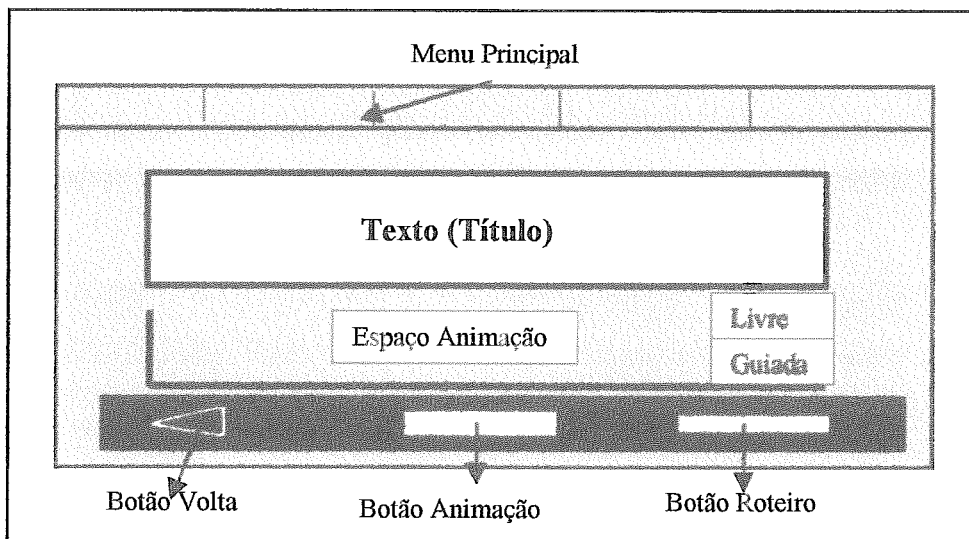 Menu Principal
Texto (Título)
Espaço Animação
Livre
Guiada
Botão Volta
Botão Animação
Botão Roteiro